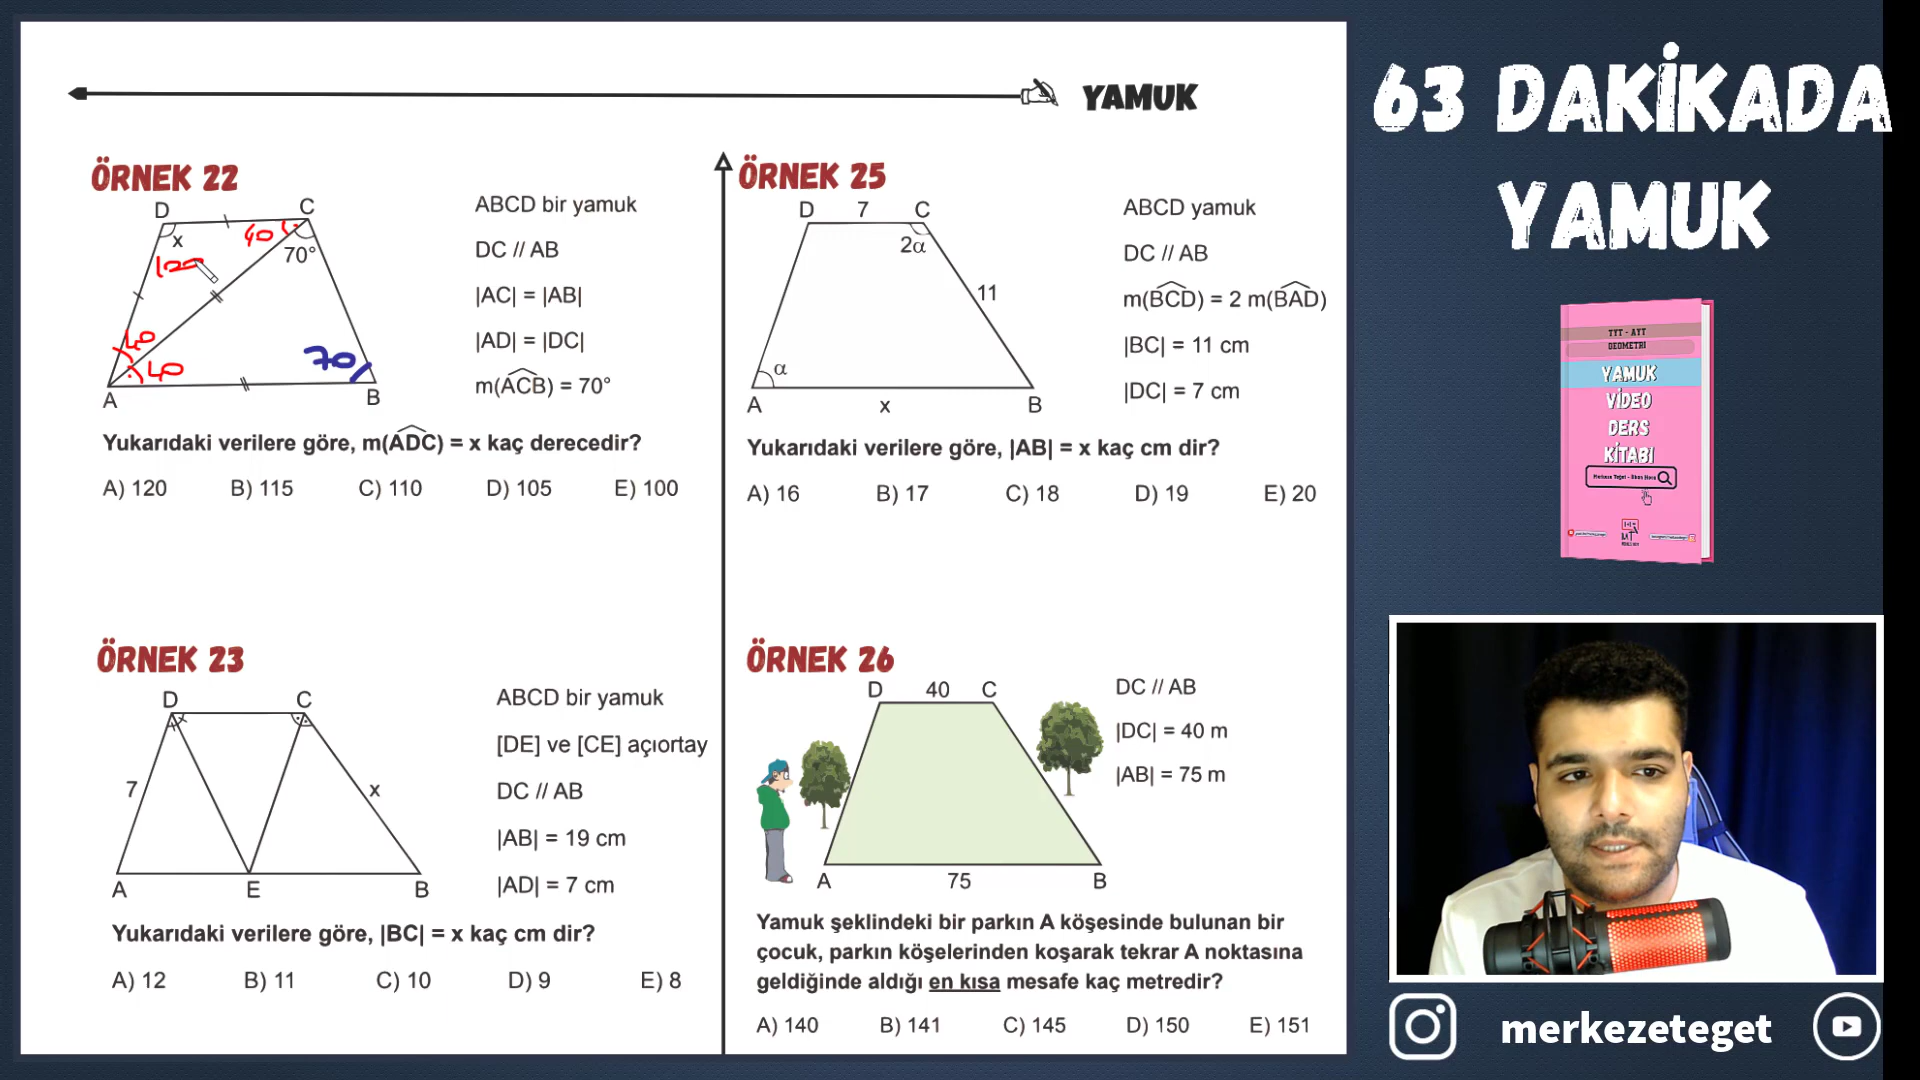 YAMUK
ÖRNEK 22
D
C
x
40
70°
100
40
40
70
A
B
ABCD bir yamuk
DC // AB
|AC| = |AB|
|AD| = |DC|
m(ACB) = 70°
Yukarıdaki verilere göre, m(ADC) = x kaç derecedir?
A) 120 B) 115 C) 110 D) 105 E) 100
ÖRNEK 23
D
C
7
x
A
E
B
ABCD bir yamuk
[DE] ve [CE] açıortay
DC // AB
|AB| = 19 cm
|AD| = 7 cm
Yukarıdaki verilere göre, |BC| = x kaç cm dir?
A) 12 B) 11 C) 10 D) 9 E) 8
ÖRNEK 25
D 7 C
2α
11
α
A x B
ABCD yamuk
DC // AB
m(BCD) = 2 m(BAD)
|BC| = 11 cm
|DC| = 7 cm
Yukarıdaki verilere göre, |AB| = x kaç cm dir?
A) 16 B) 17 C) 18 D) 19 E) 20
ÖRNEK 26
D 40 C
A 75 B
DC // AB
|DC| = 40 m
|AB| = 75 m
Yamuk şeklindeki bir parkın A köşesinde bulunan bir
çocuk, parkın köşelerinden koşarak tekrar A noktasına
geldiğinde aldığı en kısa mesafe kaç metredir?
A) 140 B) 141 C) 145 D) 150 E) 151
63 DAKİKADA
YAMUK
TYT - AYT
GEOMETRİ
YAMUK
VİDEO
DERS
KİTABI
merkezeteget